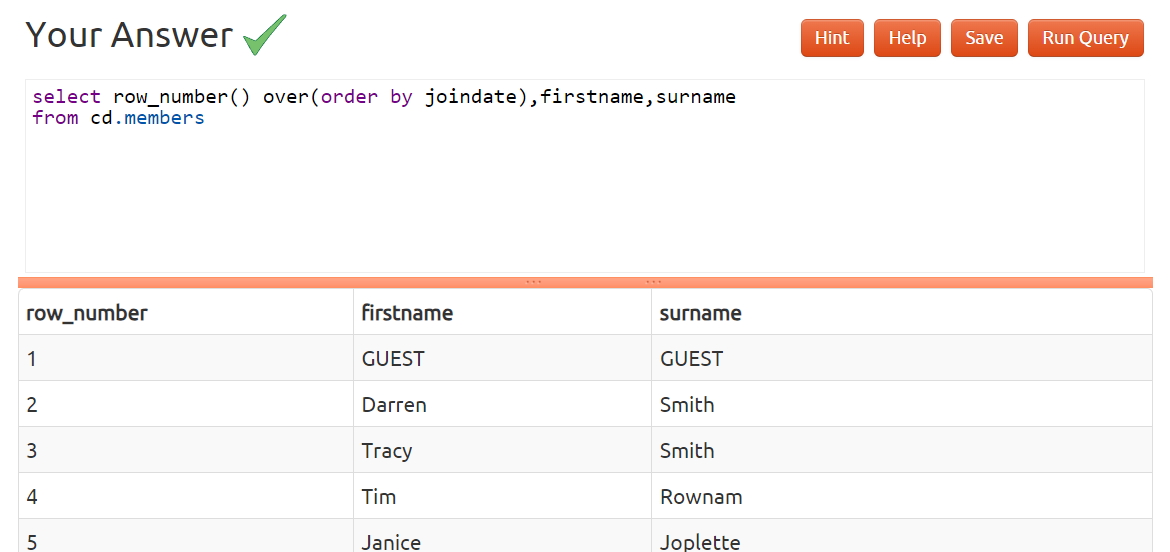 Your Answer
Hint Help Save Run Query
select row_number() over(order by joindate),firstname,surname
from cd.members
row_number firstname surname
1 GUEST GUEST
2 Darren Smith
3 Tracy Smith
4 Tim Rownam
5 Janice Joplette